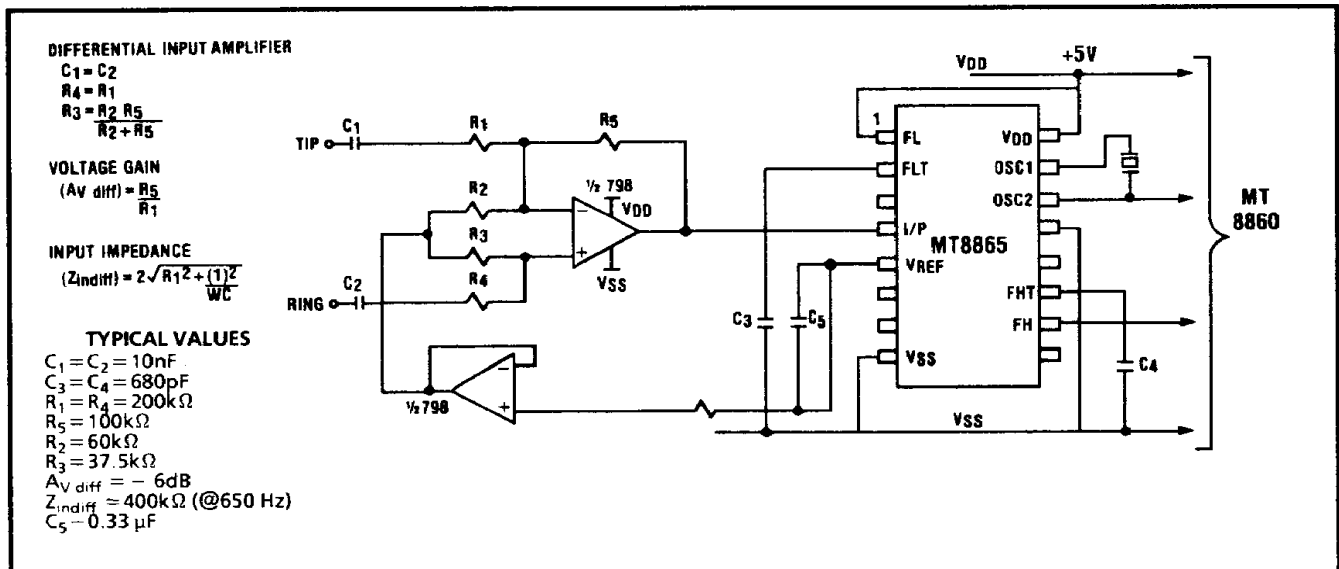 DIFFERENTIAL INPUT AMPLIFIER
C1 = C2
R4 = R1
R3 = R2 R5
R2 + R5
VOLTAGE GAIN
(AV diff) = R5
R1
INPUT IMPEDANCE
(Zindiff) = 2√R1² + (1)²
WC
TYPICAL VALUES
C1 = C2 = 10nF
C3 = C4 = 680pF
R1 = R4 = 200kΩ
R5 = 100kΩ
R2 = 60kΩ
R3 = 37.5kΩ
AV diff = – 6dB
Zindiff = 400kΩ (@650 Hz)
C5 – 0.33 µF
TIP
C1
R1
R5
R2
½ 798
VDD
–
R3
+
R4
VSS
RING
C2
–
+
½ 798
C3
C5
VDD
+5V
1
FL
VDD
FLT
OSC1
OSC2
I/P
MT8865
VREF
FHT
FH
VSS
C4
VSS
MT
8860